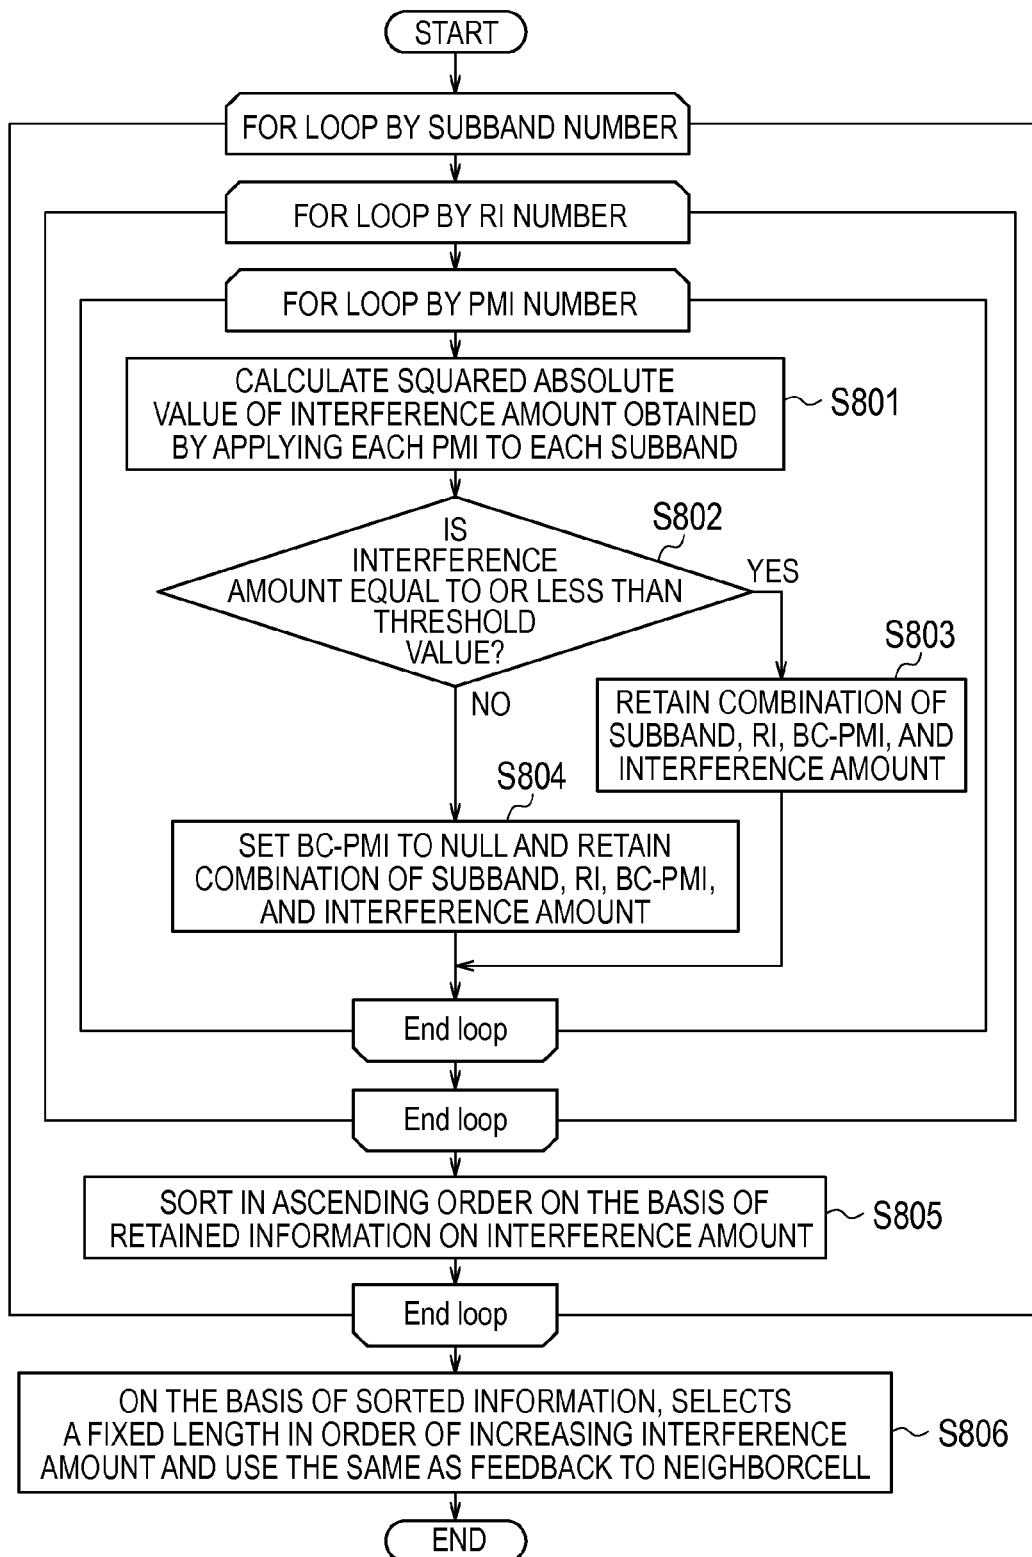 START
FOR LOOP BY SUBBAND NUMBER
FOR LOOP BY RI NUMBER
FOR LOOP BY PMI NUMBER
CALCULATE SQUARED ABSOLUTE
VALUE OF INTERFERENCE AMOUNT OBTAINED
BY APPLYING EACH PMI TO EACH SUBBAND
S801
IS
INTERFERENCE
AMOUNT EQUAL TO OR LESS THAN
THRESHOLD
VALUE?
S802
YES
NO
S803
RETAIN COMBINATION OF
SUBBAND, RI, BC-PMI, AND
INTERFERENCE AMOUNT
S804
SET BC-PMI TO NULL AND RETAIN
COMBINATION OF SUBBAND, RI, BC-PMI,
AND INTERFERENCE AMOUNT
End loop
End loop
SORT IN ASCENDING ORDER ON THE BASIS OF
RETAINED INFORMATION ON INTERFERENCE AMOUNT
S805
End loop
ON THE BASIS OF SORTED INFORMATION, SELECTS
A FIXED LENGTH IN ORDER OF INCREASING INTERFERENCE
AMOUNT AND USE THE SAME AS FEEDBACK TO NEIGHBORCELL
S806
END